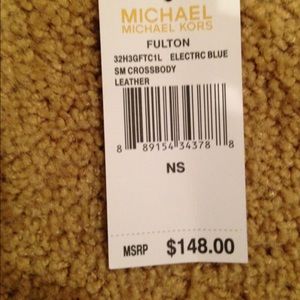 MICHAEL
MICHAEL KORS
FULTON
32H3GFTC1L ELECTRC BLUE
SM CROSSBODY
LEATHER
8 89154 34378 8
NS
MSRP $148.00